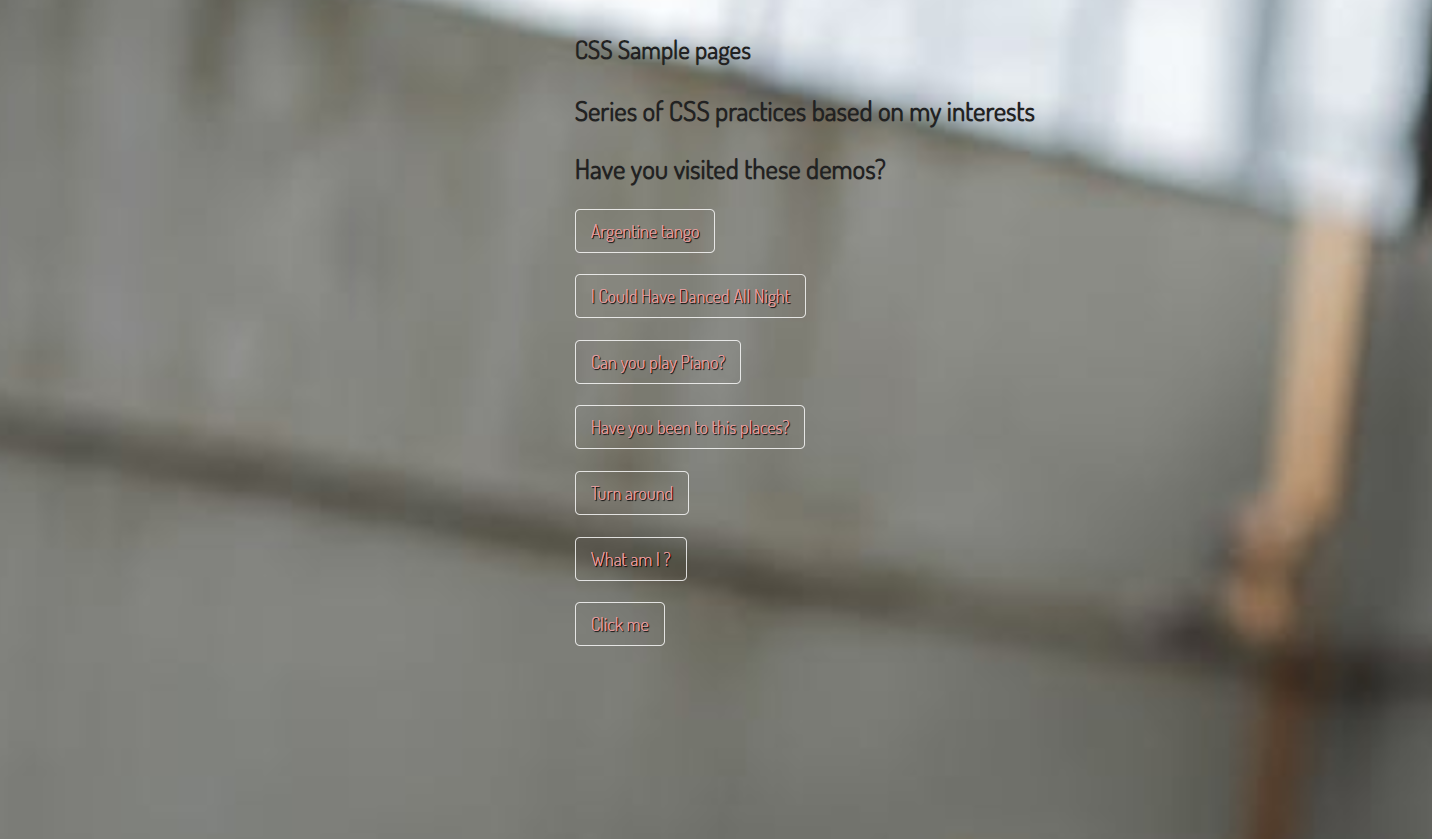 CSS Sample pages
Series of CSS practices based on my interests
Have you visited these demos?
Argentine tango
I Could Have Danced All Night
Can you play Piano?
Have you been to this places?
Turn around
What am I ?
Click me